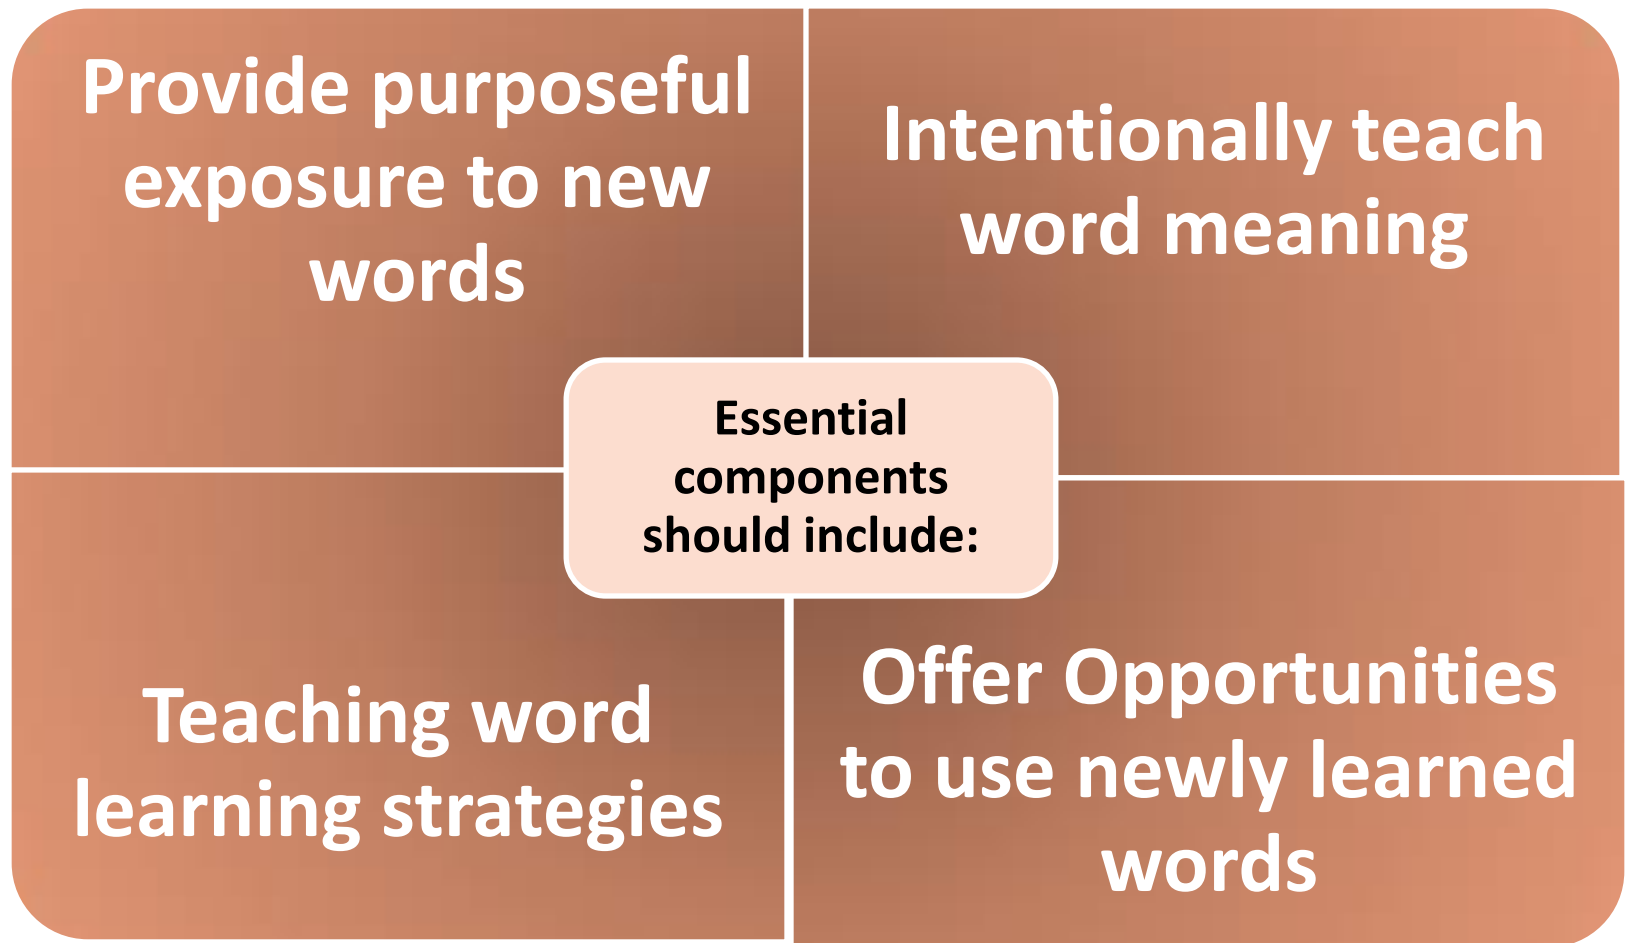 Provide purposeful
exposure to new
words
Intentionally teach
word meaning
Essential
components
should include:
Teaching word
learning strategies
Offer Opportunities
to use newly learned
words